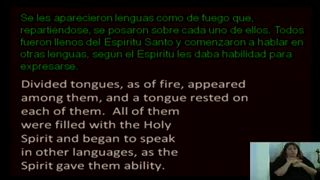 Se les aparecieron lenguas como de fuego que,
repartiéndose, se posaron sobre cada uno de ellos. Todos
fueron llenos del Espiritu Santo y comenzaron a hablar en
otras lenguas, según el Espiritu les daba habilidad para
expresarse.
Divided tongues, as of fire, appeared
among them, and a tongue rested on
each of them.  All of them
were filled with the Holy
Spirit and began to speak
in other languages, as the
Spirit gave them ability.